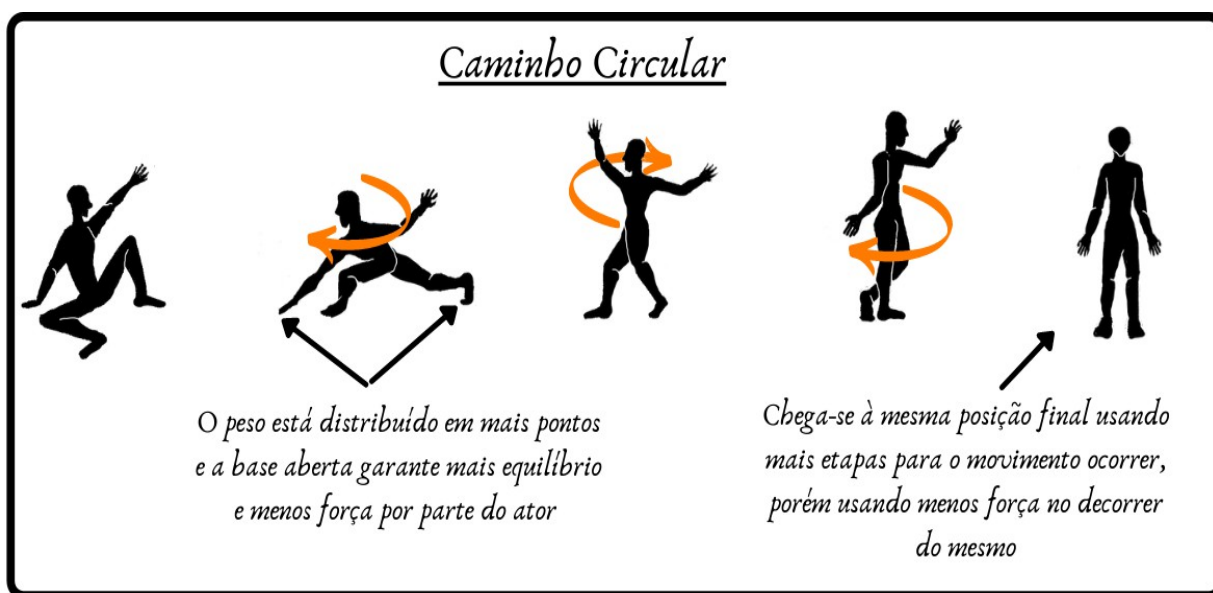 Caminho Circular
O peso está distribuído em mais pontos
e a base aberta garante mais equilíbrio
e menos força por parte do ator
Chega-se à mesma posição final usando
mais etapas para o movimento ocorrer,
porém usando menos força no decorrer
do mesmo